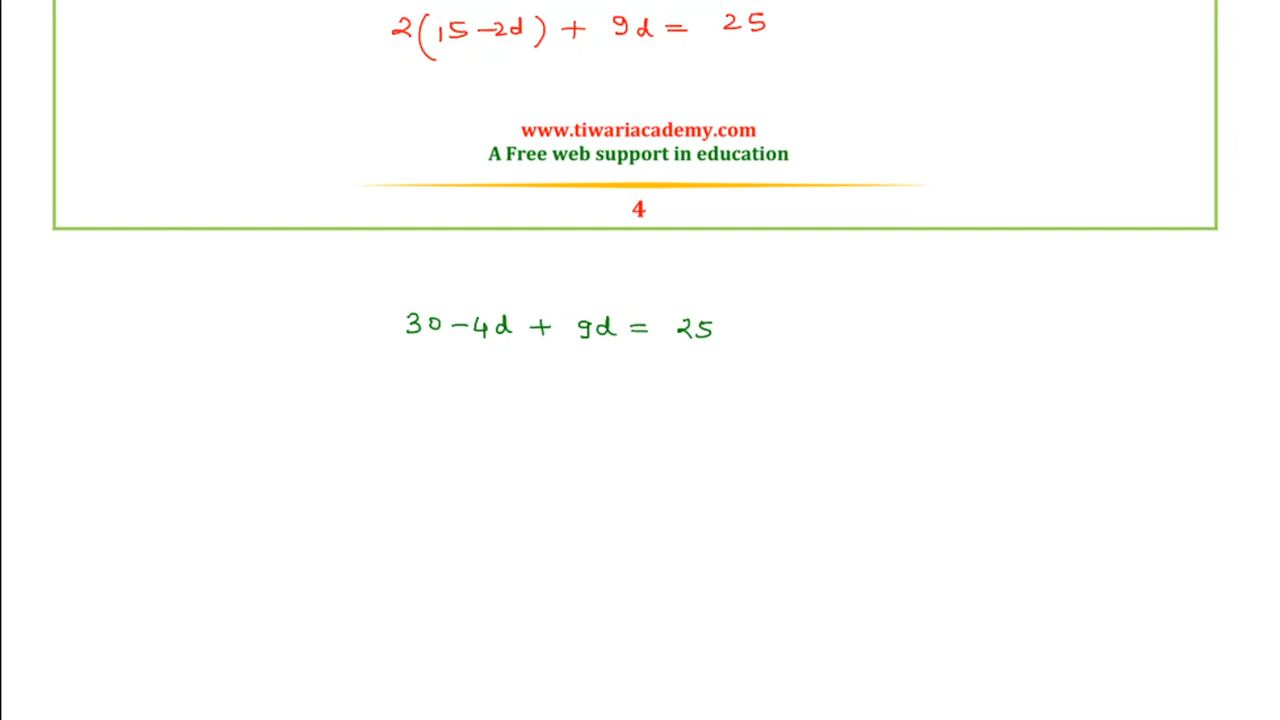 2(15-2d) + 9d = 25
www.tiwariacademy.com
A Free web support in education
4
30-4d + 9d = 25